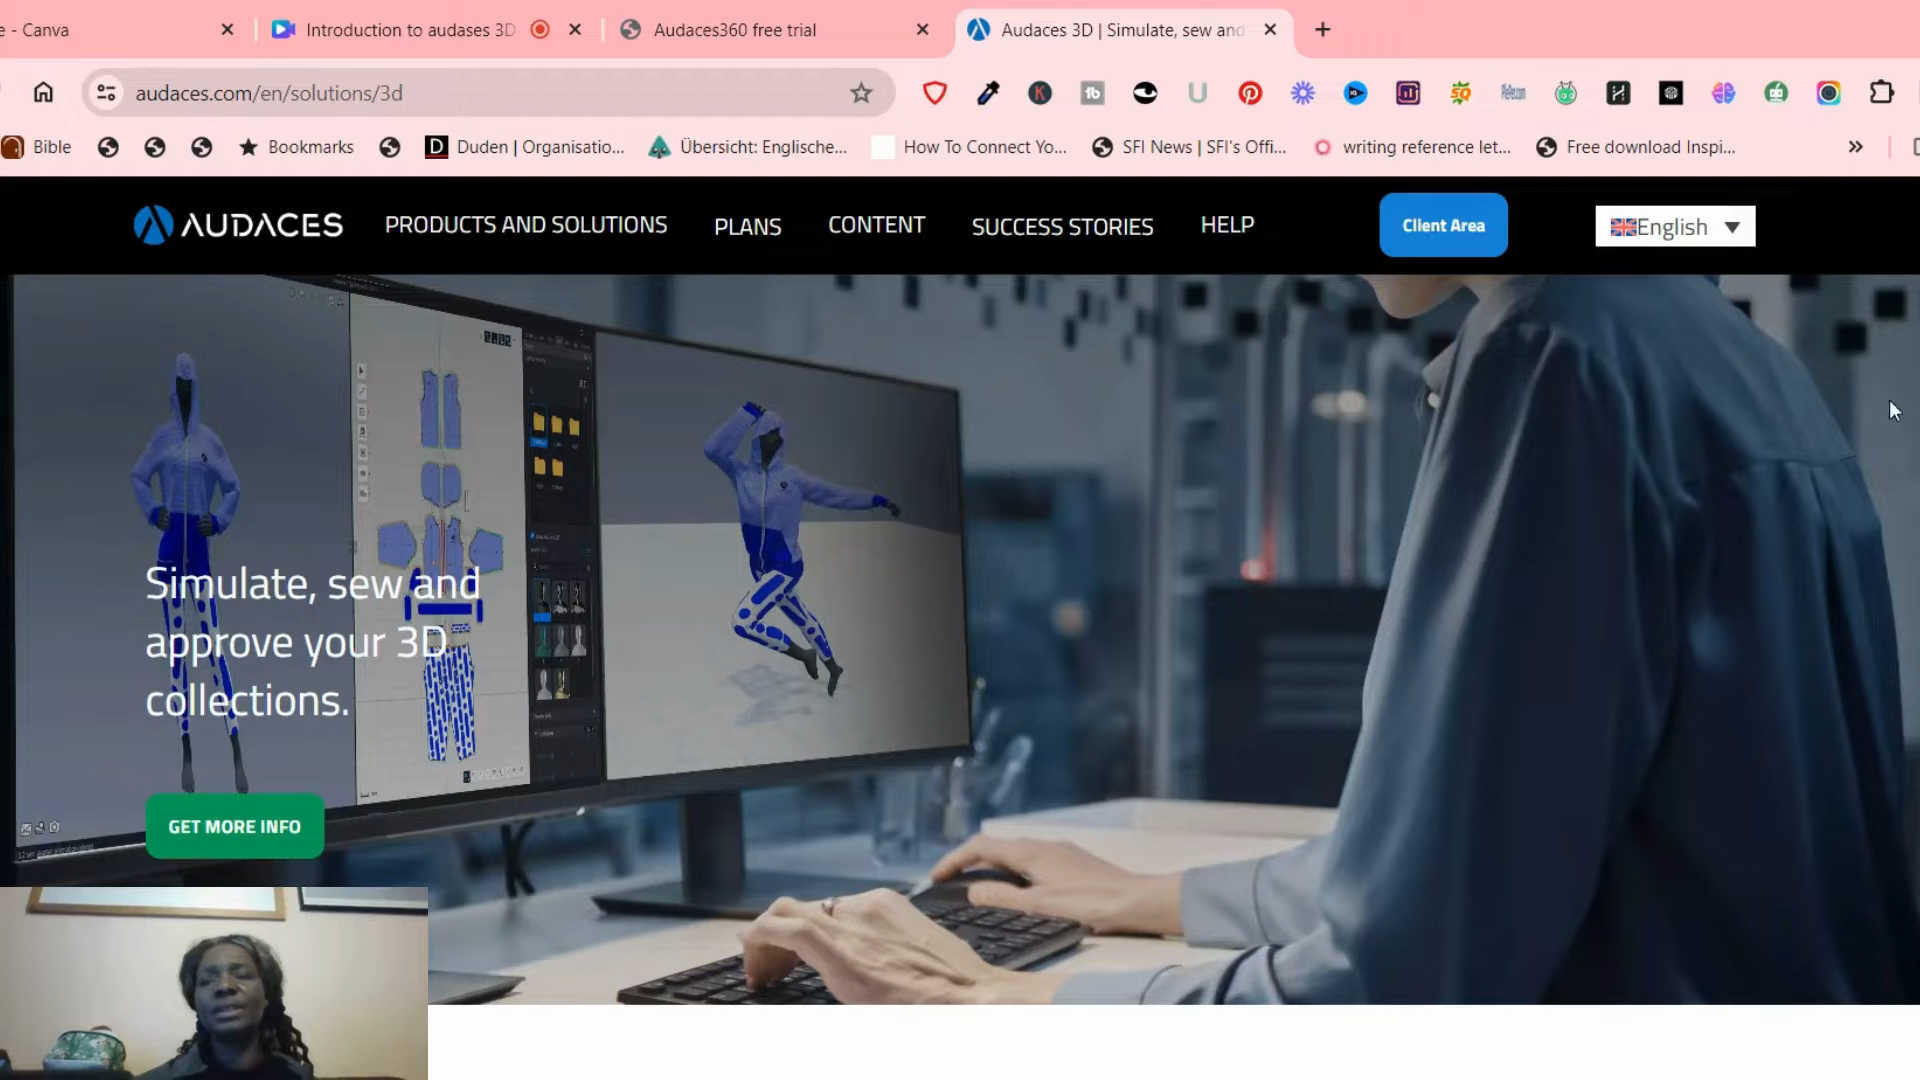 e - Canva
Introduction to audases 3D
Audaces360 free trial
Audaces 3D | Simulate, sew and
audaces.com/en/solutions/3d
Bible
Bookmarks
Duden | Organisatio...
Übersicht: Englische...
How To Connect Yo...
SFI News | SFI's Offi...
writing reference let...
Free download Inspi...
AUDACES
PRODUCTS AND SOLUTIONS
PLANS
CONTENT
SUCCESS STORIES
HELP
Client Area
English
Simulate, sew and
approve your 3D
collections.
GET MORE INFO